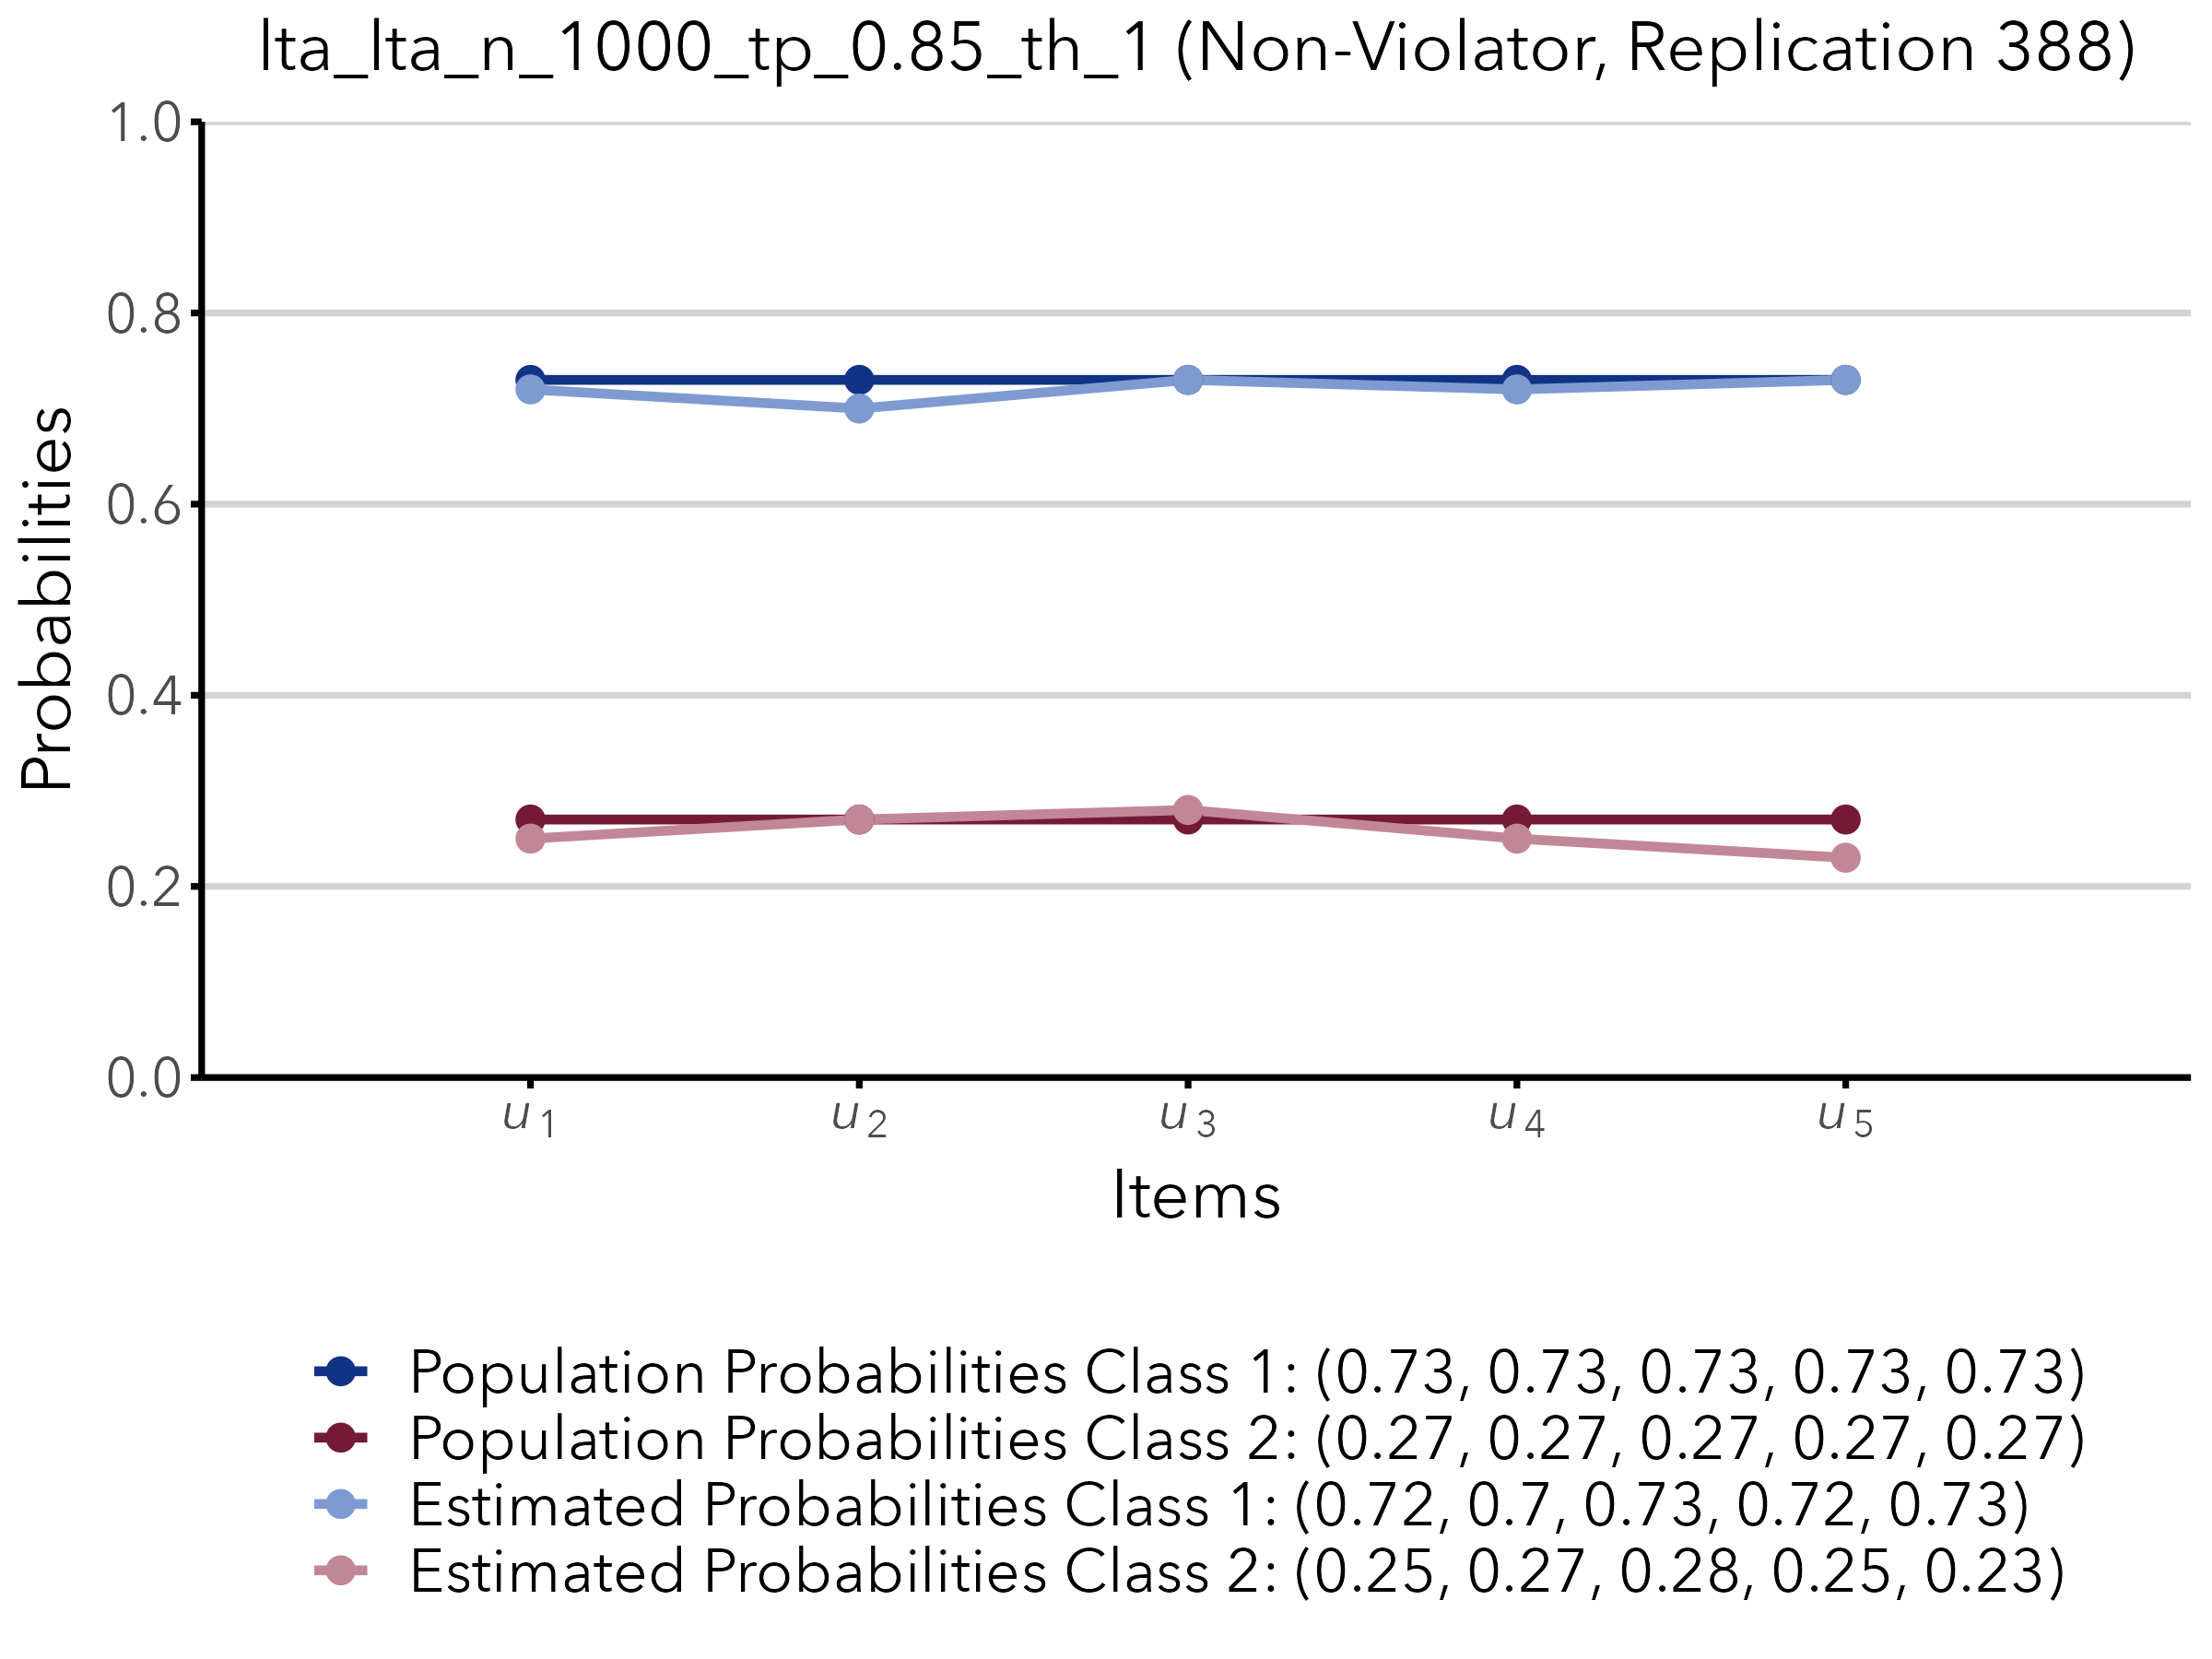 lta_lta_n_1000_tp_0.85_th_1 (Non-Violator, Replication 388)
1.0
0.8
0.6
0.4
0.2
0.0
Probabilities
u1 u2 u3 u4 u5
Items
Population Probabilities Class 1: (0.73, 0.73, 0.73, 0.73, 0.73)
Population Probabilities Class 2: (0.27, 0.27, 0.27, 0.27, 0.27)
Estimated Probabilities Class 1: (0.72, 0.7, 0.73, 0.72, 0.73)
Estimated Probabilities Class 2: (0.25, 0.27, 0.28, 0.25, 0.23)